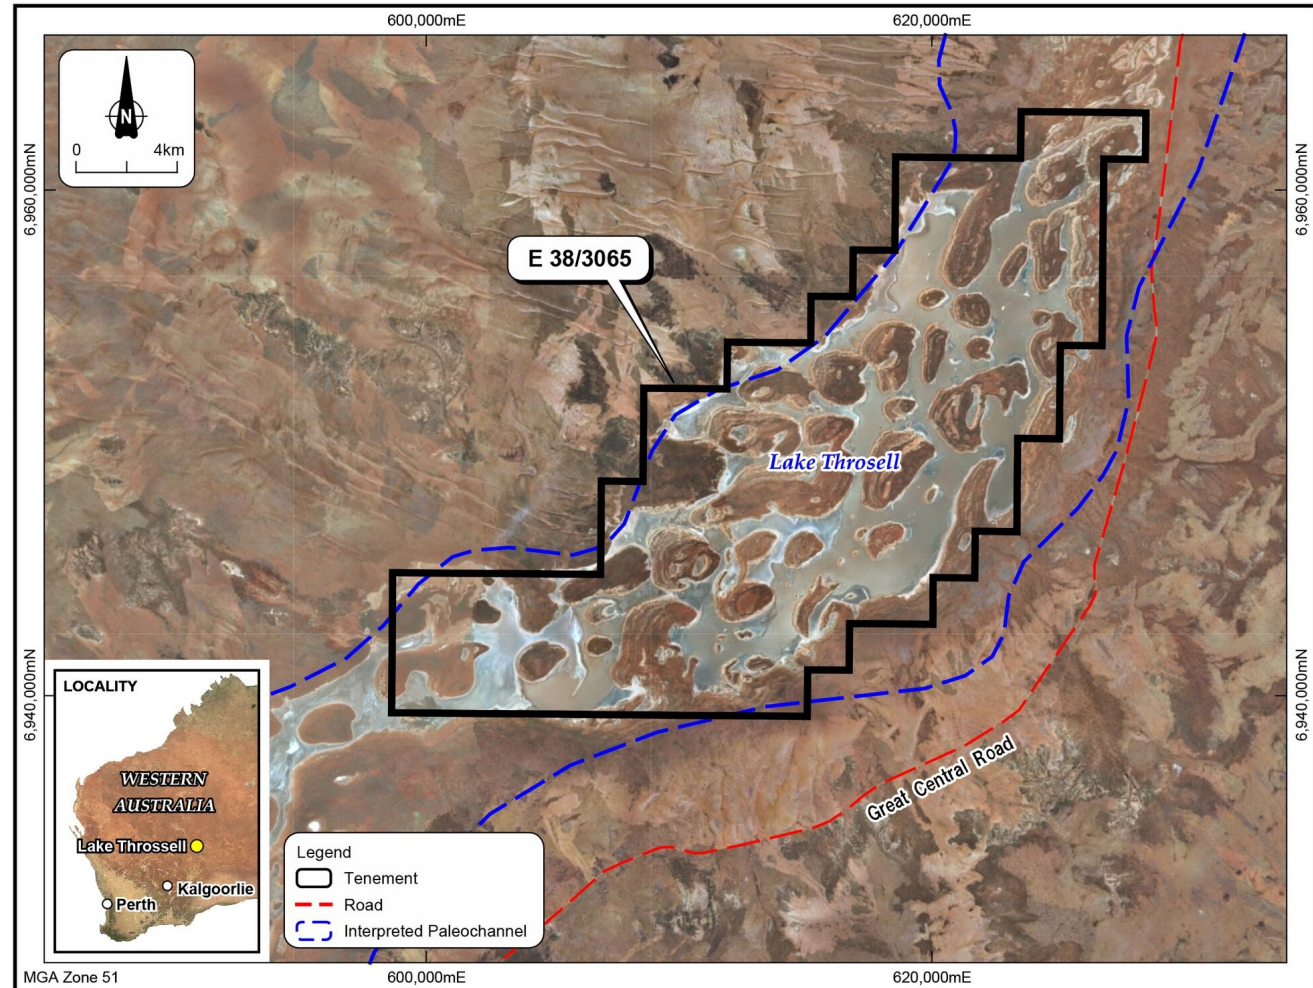 600,000mE
620,000mE
N
0 4km
6,960,000mN
6,960,000mN
E 38/3065
Lake Throsell
6,940,000mN
6,940,000mN
LOCALITY
WESTERN
AUSTRALIA
Lake Throssell
Kalgoorlie
Perth
Great Central Road
Legend
Tenement
Road
Interpreted Paleochannel
MGA Zone 51
600,000mE
620,000mE